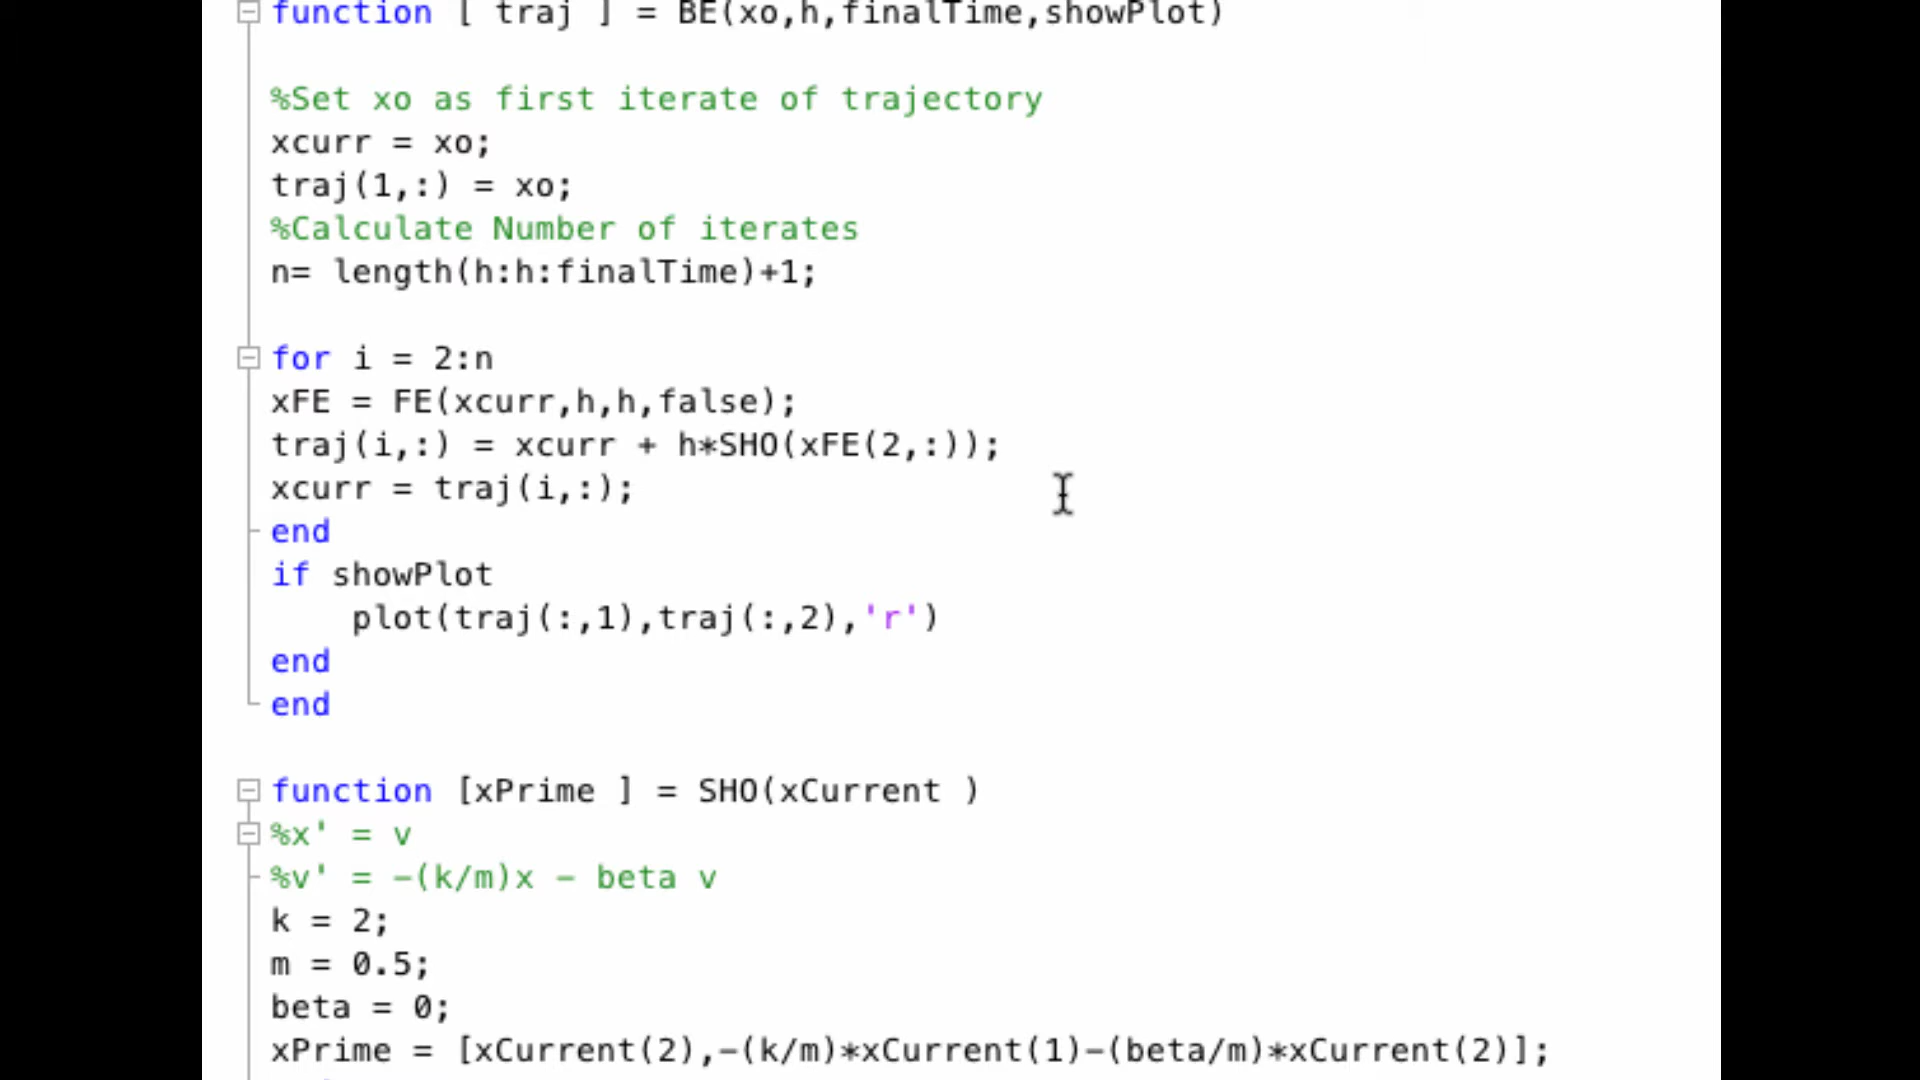 function [ traj ] = BE(xo,h,finalTime,showPlot)
%Set xo as first iterate of trajectory
xcurr = xo;
traj(1,:) = xo;
%Calculate Number of iterates
n= length(h:h:finalTime)+1;
for i = 2:n
xFE = FE(xcurr,h,h,false);
traj(i,:) = xcurr + h*SHO(xFE(2,:));
xcurr = traj(i,:);
end
if showPlot
plot(traj(:,1),traj(:,2),'r')
end
end
function [xPrime ] = SHO(xCurrent )
%x' = v
%v' = -(k/m)x - beta v
k = 2;
m = 0.5;
beta = 0;
xPrime = [xCurrent(2),-(k/m)*xCurrent(1)-(beta/m)*xCurrent(2)];